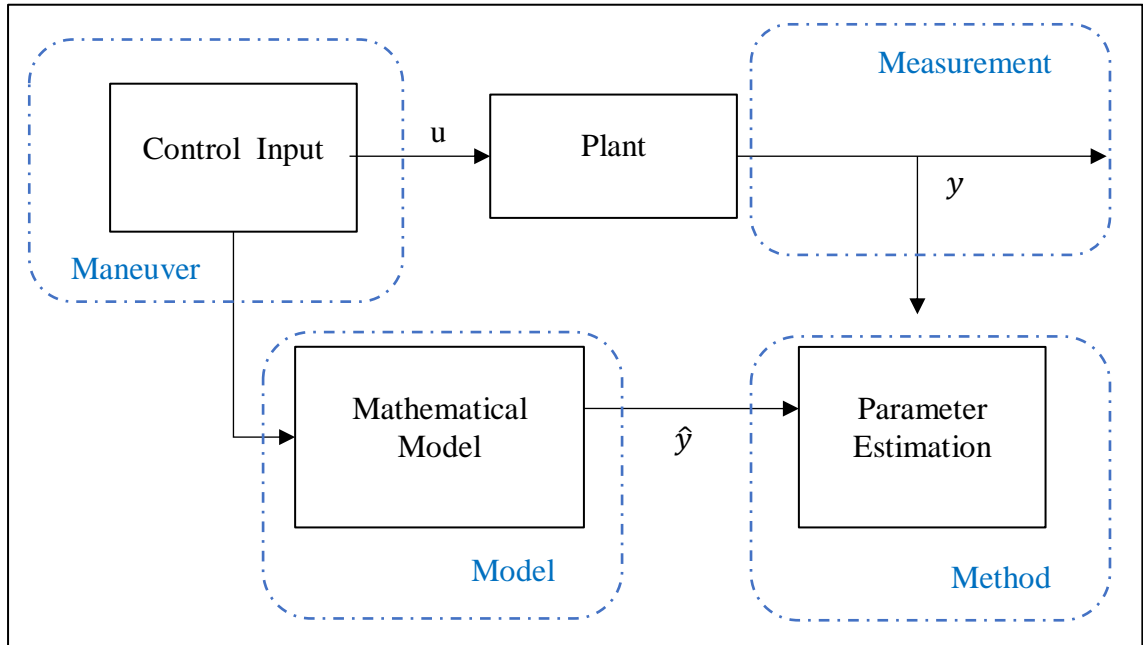 Measurement
Control Input
u
Plant
y
Maneuver
Mathematical
Model
ŷ
Parameter
Estimation
Model
Method